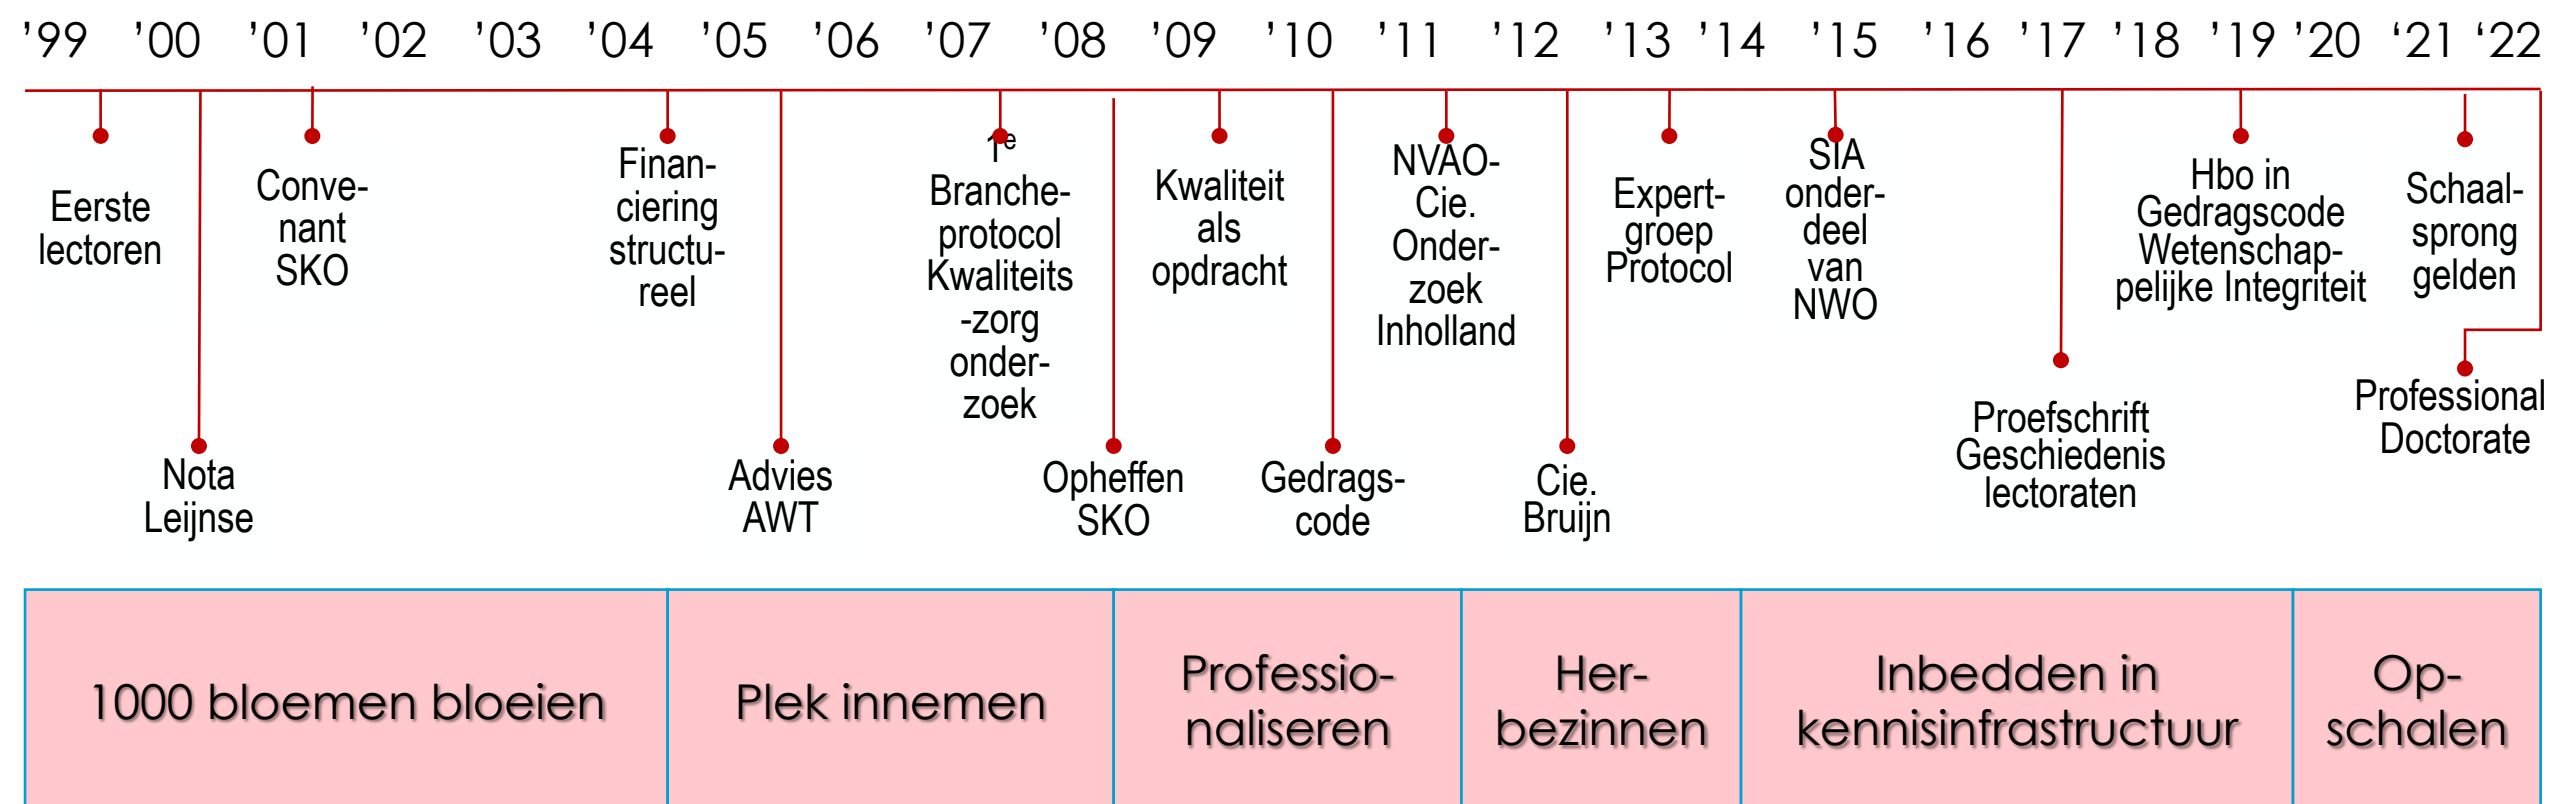 ’99 ’00 ’01 ’02 ’03 ’04 ’05 ’06 ’07 ’08 ’09 ’10 ’11 ’12 ’13 ’14 ’15 ’16 ’17 ’18 ’19 ’20 ‘21 ‘22
Eerste
lectoren
Nota
Leijnse
Conve-
nant
SKO
Finan-
ciering
structu-
reel
Advies
AWT
1e
Branche-
protocol
Kwaliteits
-zorg
onder-
zoek
Opheffen
SKO
Kwaliteit
als
opdracht
Gedrags-
code
NVAO-
Cie.
Onder-
zoek
Inholland
Cie.
Bruijn
Expert-
groep
Protocol
SIA
onder-
deel
van
NWO
Proefschrift
Geschiedenis
lectoraten
Hbo in
Gedragscode
Wetenschap-
pelijke Integriteit
Schaal-
sprong
gelden
Professional
Doctorate
1000 bloemen bloeien
Plek innemen
Professio-
naliseren
Her-
bezinnen
Inbedden in
kennisinfrastructuur
Op-
schalen